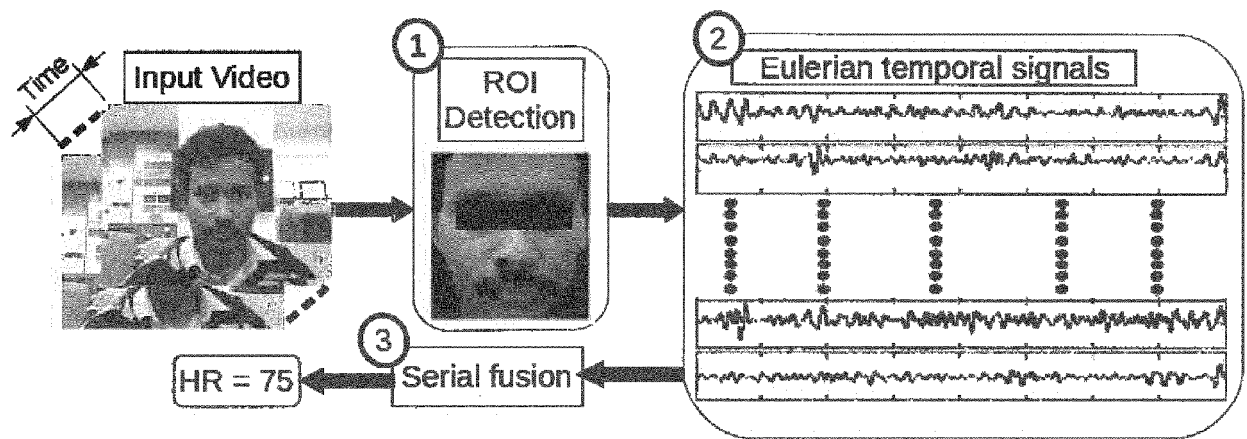 Time
Input Video
1
ROI
Detection
2
Eulerian temporal signals
3
Serial fusion
HR = 75